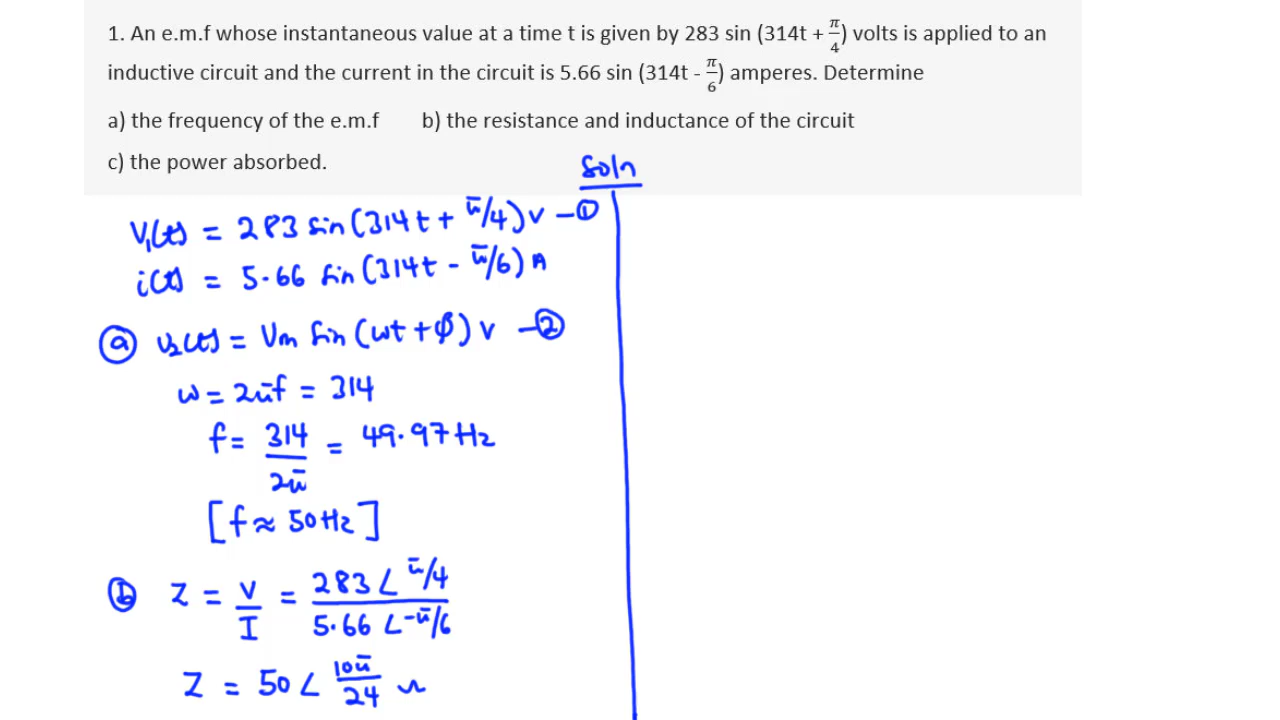 1. An e.m.f whose instantaneous value at a time t is given by 283 sin (314t + π/4) volts is applied to an
inductive circuit and the current in the circuit is 5.66 sin (314t - π/6) amperes. Determine
a) the frequency of the e.m.f b) the resistance and inductance of the circuit
c) the power absorbed.
Soln
V₁(t) = 283 sin(314t + π/4)v — ①
i(t) = 5.66 sin(314t - π/6) A
ⓐ v₂(t) = Vm sin(ωt + φ) v — ②
ω = 2πf = 314
f = 314/2π = 49.97Hz
[f ≈ 50Hz]
ⓑ Z = V/I = 283∠π/4 / 5.66∠-π/6
Z = 50∠10π/24 Ω